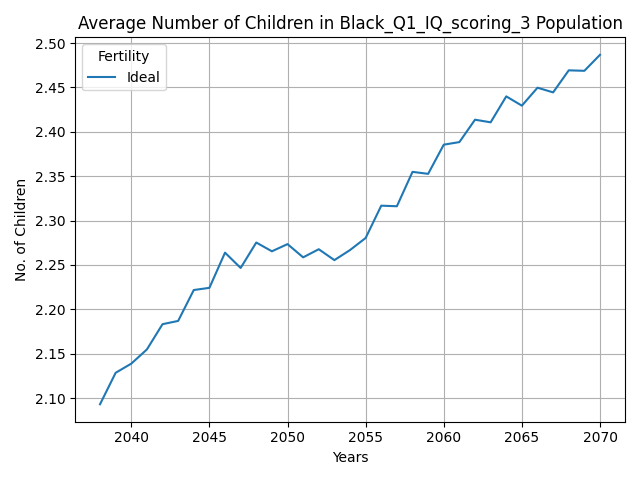 Average Number of Children in Black_Q1_IQ_scoring_3 Population
Fertility
Ideal
No. of Children
2.50
2.45
2.40
2.35
2.30
2.25
2.20
2.15
2.10
2040 2045 2050 2055 2060 2065 2070
Years